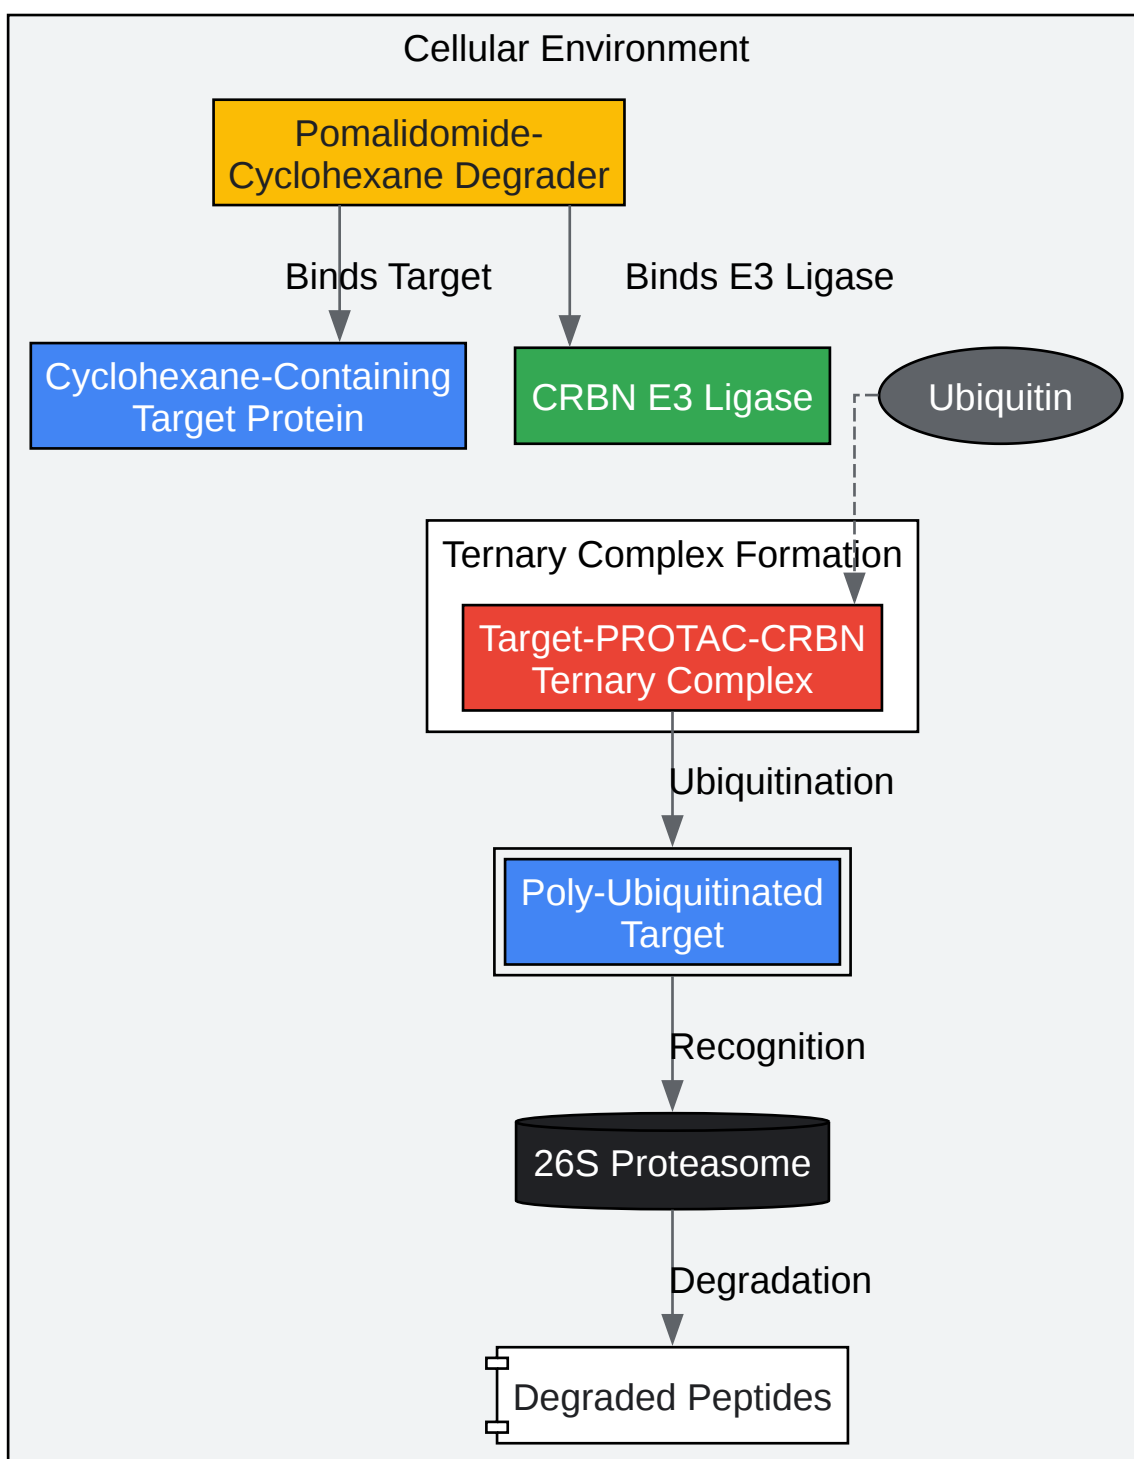 Cellular Environment
Pomalidomide-
Cyclohexane Degrader
Binds Target
Binds E3 Ligase
Cyclohexane-Containing
Target Protein
CRBN E3 Ligase
Ubiquitin
Ternary Complex Formation
Target-PROTAC-CRBN
Ternary Complex
Ubiquitination
Poly-Ubiquitinated
Target
Recognition
26S Proteasome
Degradation
Degraded Peptides